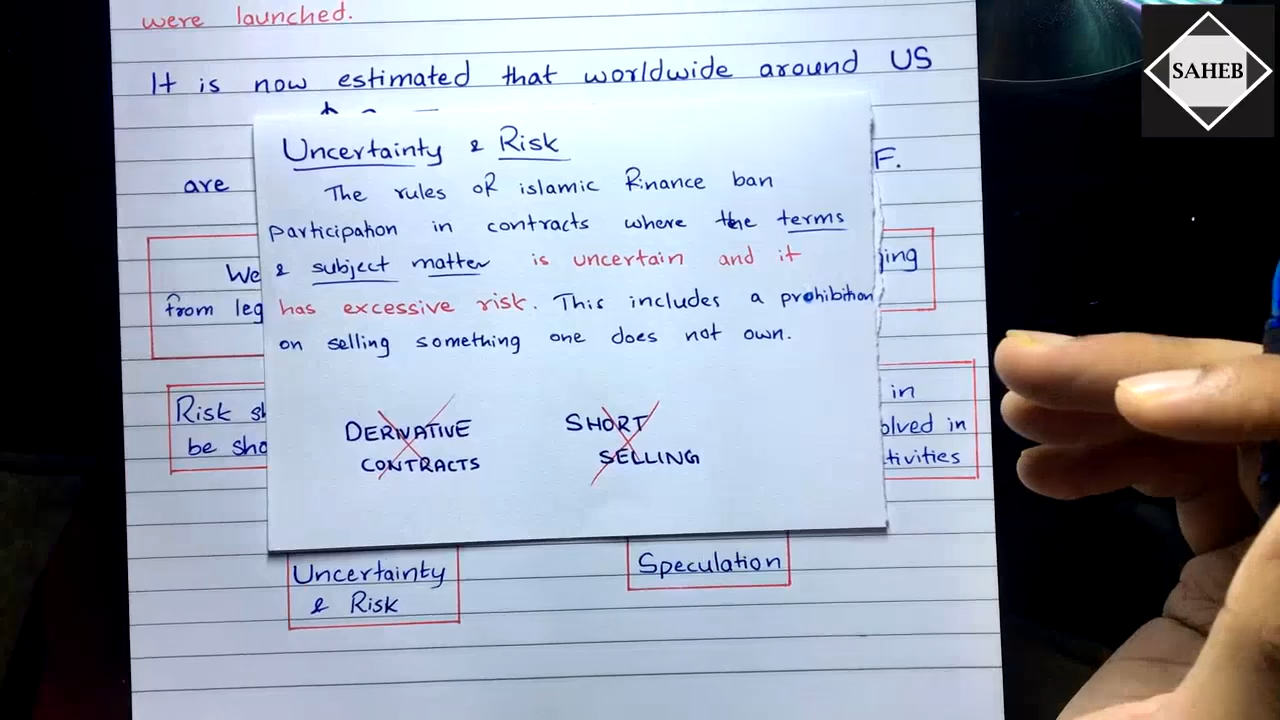 were launched.
SAHEB
It is now estimated that worldwide around US
are
F.
Uncertainty & Risk
The rules of islamic Finance ban
participation in contracts where the terms
& subject matter is uncertain and it
has excessive risk. This includes a prohibition
on selling something one does not own.
DERIVATIVE
CONTRACTS
SHORT
SELLING
We
from leg
ing
Risk sh
be sho
in
olved in
tivities
Uncertainty
& Risk
Speculation